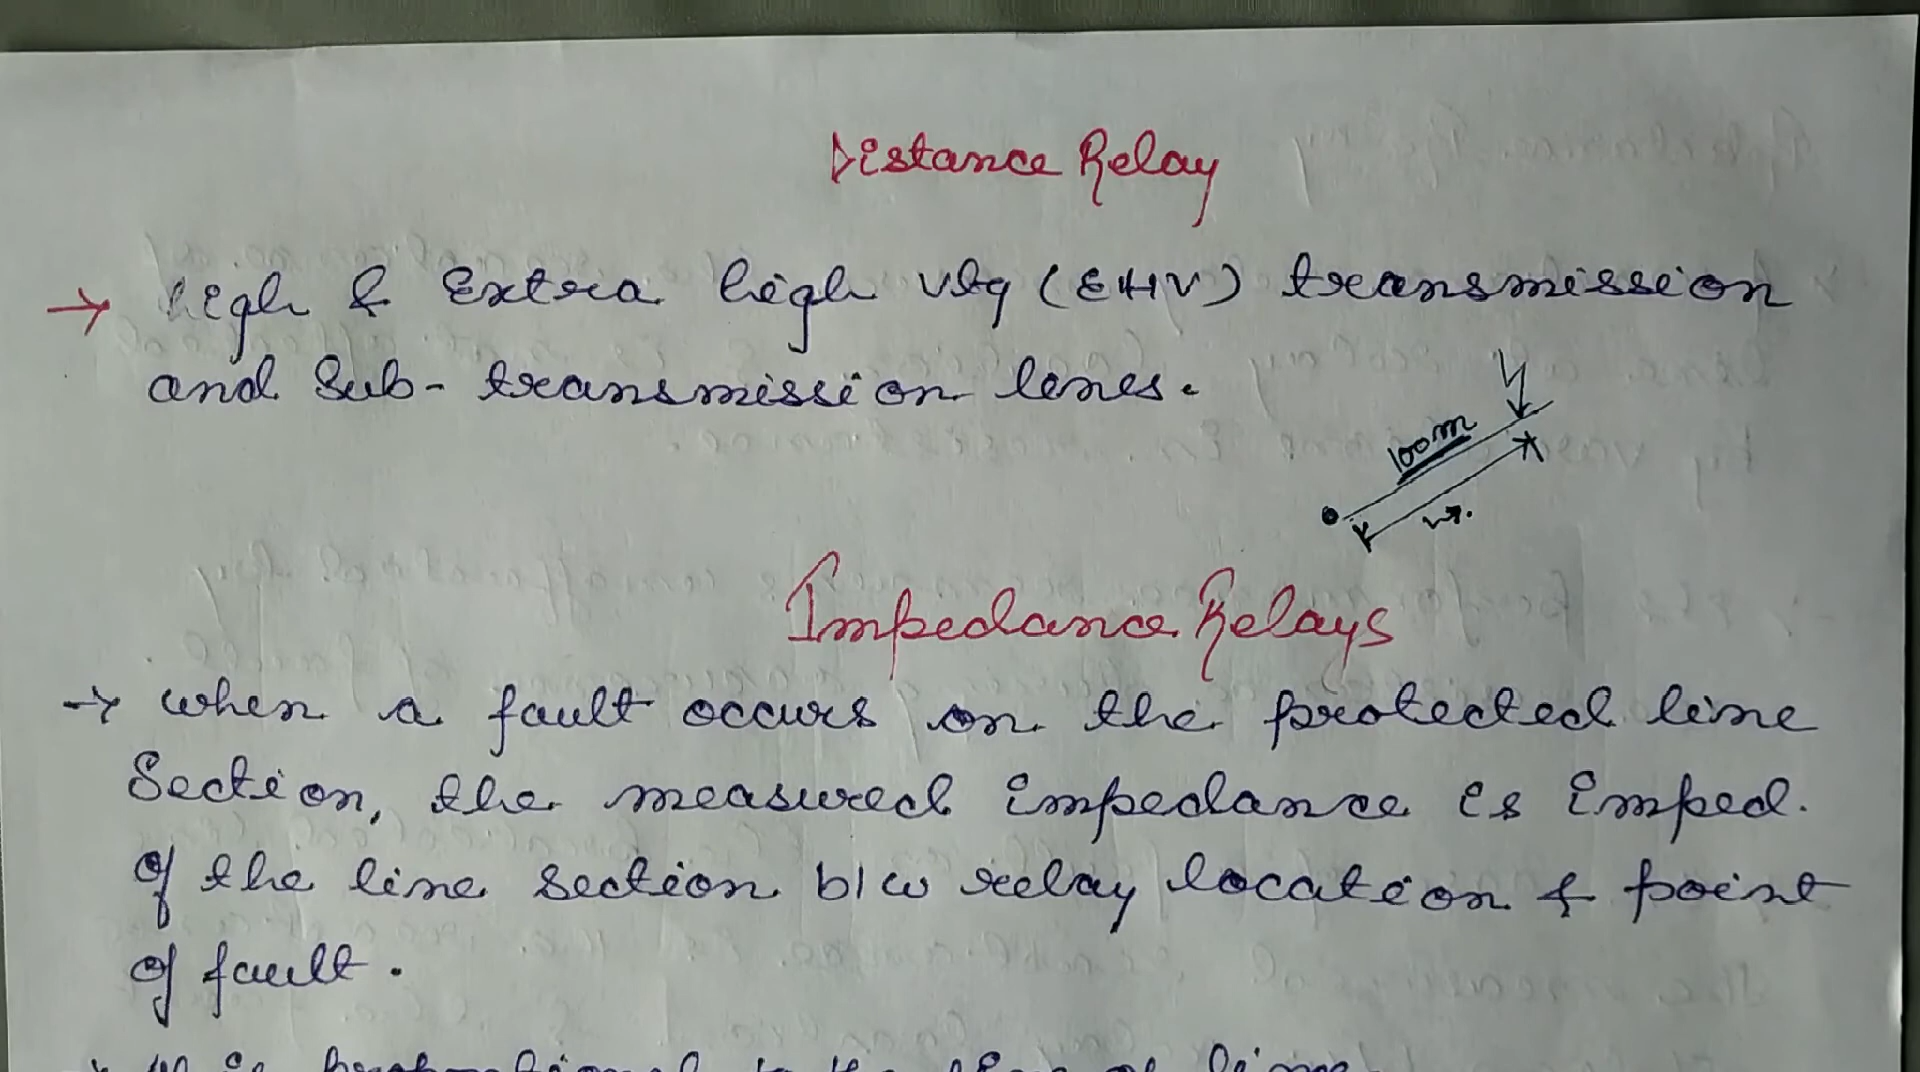 Distance Relay
→ high & Extra high vtg (EHV) transmission
and Sub-transmission lines.
100m
Impedance Relays
→ when a fault occurs on the protected line
Section, the measured impedance is imped.
of the line section b/w relay location & point
of fault.